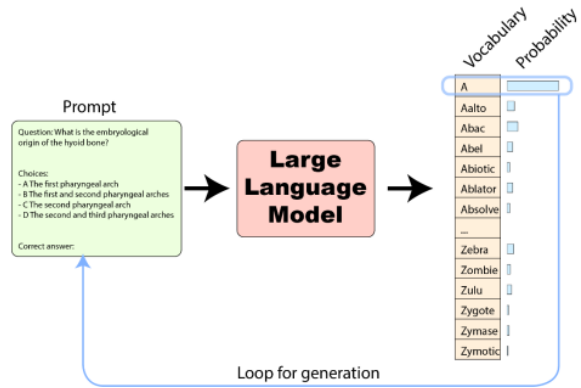 Vocabulary
Probability
Prompt
Question: What is the embryological
origin of the hyoid bone?
Choices:
- A The first pharyngeal arch
- B The first and second pharyngeal arches
- C The second pharyngeal arch
- D The second and third pharyngeal arches
Correct answer:
Large
Language
Model
A
Aalto
Abac
Abel
Abiotic
Ablator
Absolve
...
Zebra
Zombie
Zulu
Zygote
Zymase
Zymotic
Loop for generation